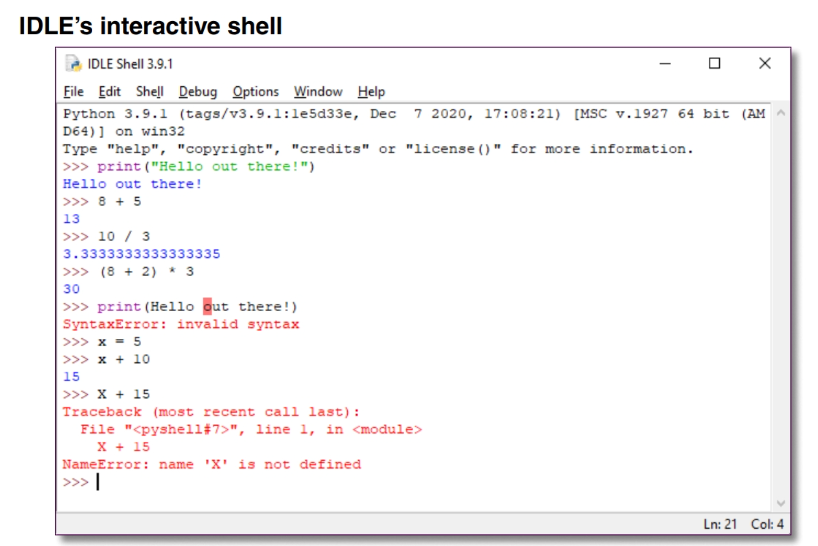 IDLE’s interactive shell
IDLE Shell 3.9.1
File Edit Shell Debug Options Window Help
Python 3.9.1 (tags/v3.9.1:1e5d33e, Dec  7 2020, 17:08:21) [MSC v.1927 64 bit (AM
D64)] on win32
Type "help", "copyright", "credits" or "license()" for more information.
>>> print("Hello out there!")
Hello out there!
>>> 8 + 5
13
>>> 10 / 3
3.3333333333333335
>>> (8 + 2) * 3
30
>>> print(Hello out there!)
SyntaxError: invalid syntax
>>> x = 5
>>> x + 10
15
>>> X + 15
Traceback (most recent call last):
  File "<pyshell#7>", line 1, in <module>
    X + 15
NameError: name 'X' is not defined
>>>
Ln: 21 Col: 4